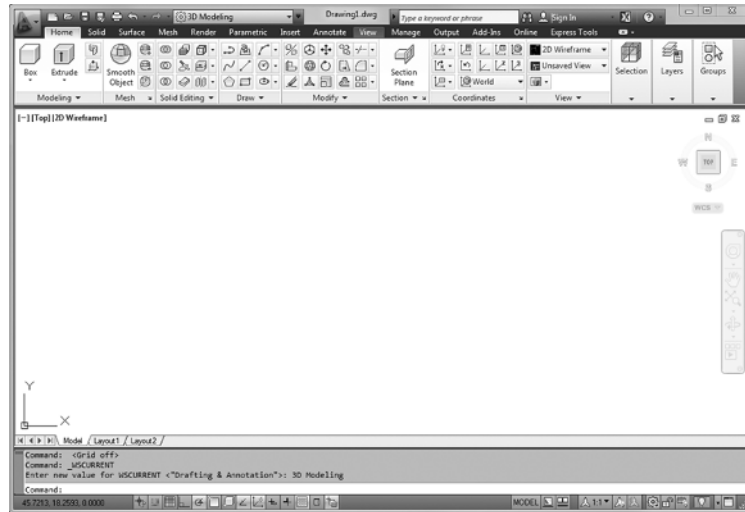 3D Modeling
Drawing1.dwg
Type a keyword or phrase
Sign In
Home Solid Surface Mesh Render Parametric Insert Annotate View Manage Output Add-Ins Online Express Tools
Box
Extrude
Smooth
Object
Section
Plane
World
2D Wireframe
Unsaved View
Selection
Layers
Groups
Modeling Mesh Solid Editing Draw Modify Section Coordinates View
[-][Top][2D Wireframe]
N
W TOP E
S
WCS
Y
X
Model Layout1 Layout2
Command: <Grid off>
Command: _WSCURRENT
Enter new value for WSCURRENT <"Drafting & Annotation">: 3D Modeling
Command:
45.7213, 18.2593, 0.0000
MODEL
1:1